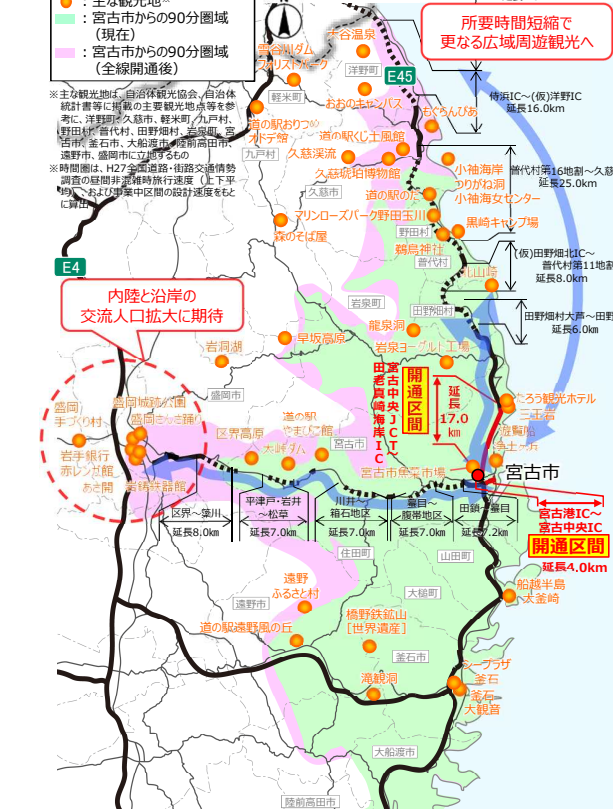 ：主な観光地※
：宮古市からの90分圏域
（現在）
：宮古市からの90分圏域
（全線開通後）
※主な観光地は、自治体観光協会、自治体
統計書等に掲載の主要観光地点等を参
考に、洋野町、久慈市、軽米町、九戸村、
野田村、普代村、田野畑村、岩泉町、宮
古市、釜石市、大船渡市、陸前高田市、
遠野市、盛岡市に立地するもの
※時間圏は、H27全国道路・街路交通情勢
調査の昼間非混雑時旅行速度（上下平
均）、および事業中区間の設計速度をもと
に算出
所要時間短縮で
更なる広域周遊観光へ
E45
大谷温泉
雪谷川ダム
フォリストパーク
洋野町
侍浜IC～(仮)洋野IC
延長16.0km
軽米町
おおのキャンパス
もぐらんぴあ
道の駅おりつめ
オドデ館
道の駅くじ土風館
九戸村
久慈渓流
久慈琥珀博物館
小袖海岸
つりがね洞
小袖海女センター
普代村第16地割～久慈
延長25.0km
久慈市
道の駅のだ
マリンローズパーク野田玉川
森のそば屋
野田村
黒崎キャンプ場
鵜鳥神社
普代村
(仮)田野畑北IC～
普代村第11地割
延長8.0km
E4
北山崎
内陸と沿岸の
交流人口拡大に期待
岩泉町
田野畑村
田野畑村大芦～田野
延長6.0km
龍泉洞
早坂高原
岩洞湖
岩泉ヨーグルト工場
盛岡市
宮古中央JCT～
田老真崎海岸IC
開通区間
延長
17.0
km
たろう観光ホテル
三王岩
遊覧船
浄土ヶ浜
盛岡
手づくり村
盛岡城跡公園
盛岡さんさ踊り
道の駅
やまびこ館
区界高原
大峠ダム
宮古市
岩手銀行
赤レンガ館
あさ開
岩鋳鉄器館
宮古市魚菜市場
宮古市
区界～簗川
延長8.0km
平津戸・岩井
～松草
延長7.0km
川井～
箱石地区
延長7.0km
蟇目～
腹帯地区
延長7.0km
田鎖～蟇目
延長7.2km
宮古港IC～
宮古中央IC
開通区間
延長4.0km
住田町
山田町
船越半島
大釜崎
遠野
ふるさと村
遠野市
大槌町
橋野鉄鉱山
[世界遺産]
道の駅遠野風の丘
釜石市
シープラザ
釜石
滝観洞
釜石
大観音
大船渡市
陸前高田市